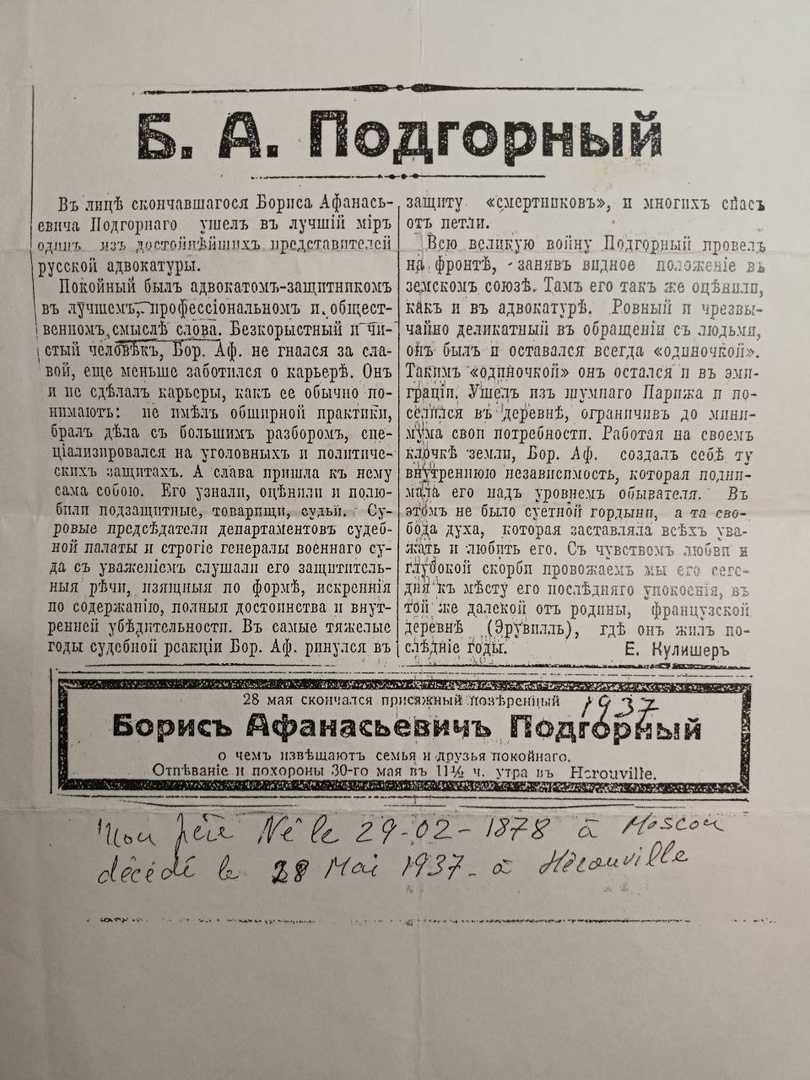 Б. А. Подгорный
Въ лицѣ скончавшагося Бориса Афанась-
евича Подгорнаго ушелъ въ лучшій міръ
одинъ изъ достойнѣйшихъ представителей
русской адвокатуры.
Покойный былъ адвокатомъ-защитникомъ
въ лучшемъ, профессіональномъ и общест-
венномъ, смыслѣ слова. Безкорыстный и чи-
стый человѣкъ, Бор. Аф. не гнался за сла-
вой, еще меньше заботился о карьерѣ. Онъ
и не сдѣлалъ карьеры, какъ ее обычно по-
нимаютъ: не имѣлъ обширной практики,
бралъ дѣла съ большимъ разборомъ, спе-
ціализировался на уголовныхъ и политиче-
скихъ защитахъ. А слава пришла къ нему
сама собою. Его узнали, оцѣнили и полю-
били подзащитные, товарищи, судьи. Су-
ровые предсѣдатели департаментовъ судеб-
ной палаты и строгіе генералы военнаго су-
да съ уваженіемъ слушали его защититель-
ныя рѣчи, изящныя по формѣ, искреннія
по содержанію, полныя достоинства и внут-
ренней убѣдительности. Въ самые тяжелые
годы судебной реакціи Бор. Аф. ринулся въ
защиту «смертниковъ», и многихъ спасъ
отъ петли.
Всю великую войну Подгорный провелъ
на фронтѣ, занявъ видное положеніе въ
земскомъ союзѣ. Тамъ его такъ же оцѣнили,
какъ и въ адвокатурѣ. Ровный и чрезвы-
чайно деликатный въ обращеніи съ людьми,
онъ былъ и оставался всегда «одиночкой».
Такимъ «одиночкой» онъ остался и въ эми-
граціи. Ушелъ изъ шумнаго Парижа и по-
селился въ деревнѣ, ограничивъ до мини-
мума свои потребности. Работая на своемъ
клочкѣ земли, Бор. Аф. создалъ себѣ ту
внутреннюю независимость, которая подни-
мала его надъ уровнемъ обывателя. Въ
этомъ не было суетной гордыни, а та сво-
бода духа, которая заставляла всѣхъ ува-
жать и любить его. Съ чувствомъ любви и
глубокой скорби провожаемъ мы его сего-
дня къ мѣсту его послѣдняго упокоенія, въ
той же далекой отъ родины, французской
деревнѣ (Эрувилль), гдѣ онъ жилъ по-
слѣдніе годы. Е. Кулишеръ
28 мая скончался присяжный повѣренный 1937
Борисъ Афанасьевичъ Подгорный
о чемъ извѣщаютъ семья и друзья покойнаго.
Отпѣваніе и похороны 30-го мая въ 11½ ч. утра въ Herouville.
Mon père Né le 29-02-1878 à Moscou
décédé le 28 Mai 1937 - à Hérouville